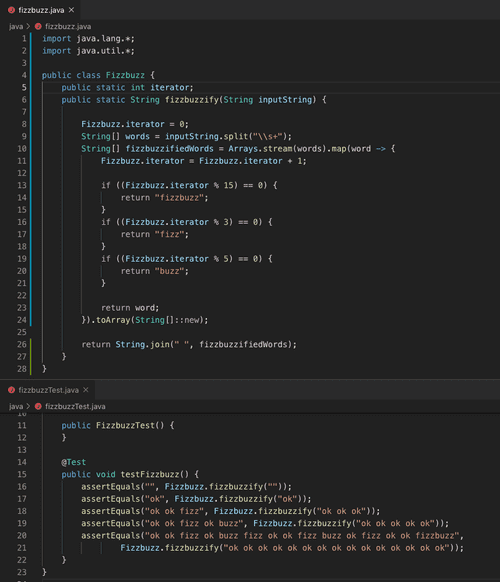 fizzbuzz.java ×
java > fizzbuzz.java
1 import java.lang.*;
2 import java.util.*;
3
4 public class Fizzbuzz {
5 public static int iterator;
6 public static String fizzbuzzify(String inputString) {
7
8 Fizzbuzz.iterator = 0;
9 String[] words = inputString.split("\\s+");
10 String[] fizzbuzzifiedWords = Arrays.stream(words).map(word -> {
11 Fizzbuzz.iterator = Fizzbuzz.iterator + 1;
12
13 if ((Fizzbuzz.iterator % 15) == 0) {
14 return "fizzbuzz";
15 }
16 if ((Fizzbuzz.iterator % 3) == 0) {
17 return "fizz";
18 }
19 if ((Fizzbuzz.iterator % 5) == 0) {
20 return "buzz";
21 }
22
23 return word;
24 }).toArray(String[]::new);
25
26 return String.join(" ", fizzbuzzifiedWords);
27 }
28 }
fizzbuzzTest.java ×
java > fizzbuzzTest.java
10
11 public FizzbuzzTest() {
12 }
13
14 @Test
15 public void testFizzbuzz() {
16 assertEquals("", Fizzbuzz.fizzbuzzify(""));
17 assertEquals("ok", Fizzbuzz.fizzbuzzify("ok"));
18 assertEquals("ok ok fizz", Fizzbuzz.fizzbuzzify("ok ok ok"));
19 assertEquals("ok ok fizz ok buzz", Fizzbuzz.fizzbuzzify("ok ok ok ok ok"));
20 assertEquals("ok ok fizz ok buzz fizz ok ok fizz buzz ok fizz ok ok fizzbuzz",
21 Fizzbuzz.fizzbuzzify("ok ok ok ok ok ok ok ok ok ok ok ok ok ok ok"));
22 }
23 }